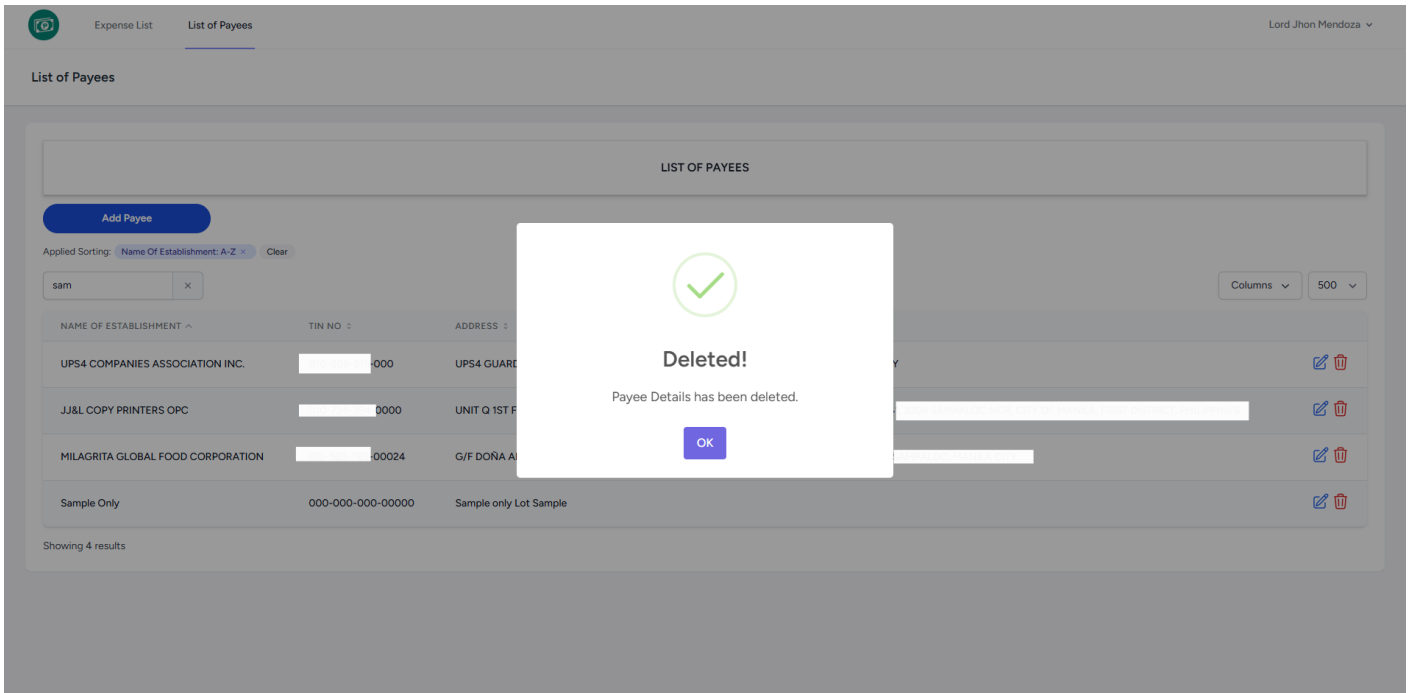 Expense List List of Payees Lord Jhon Mendoza
List of Payees
LIST OF PAYEES
Add Payee
Applied Sorting: Name Of Establishment: A-Z × Clear
sam ×
Columns 500
NAME OF ESTABLISHMENT TIN NO ADDRESS
UPS4 COMPANIES ASSOCIATION INC. -000 UPS4 GUARD Y
JJ&L COPY PRINTERS OPC 0000 UNIT Q 1ST F
MILAGRITA GLOBAL FOOD CORPORATION -00024 G/F DOÑA
Sample Only 000-000-000-00000 Sample only Lot Sample
Showing 4 results
Deleted!
Payee Details has been deleted.
OK